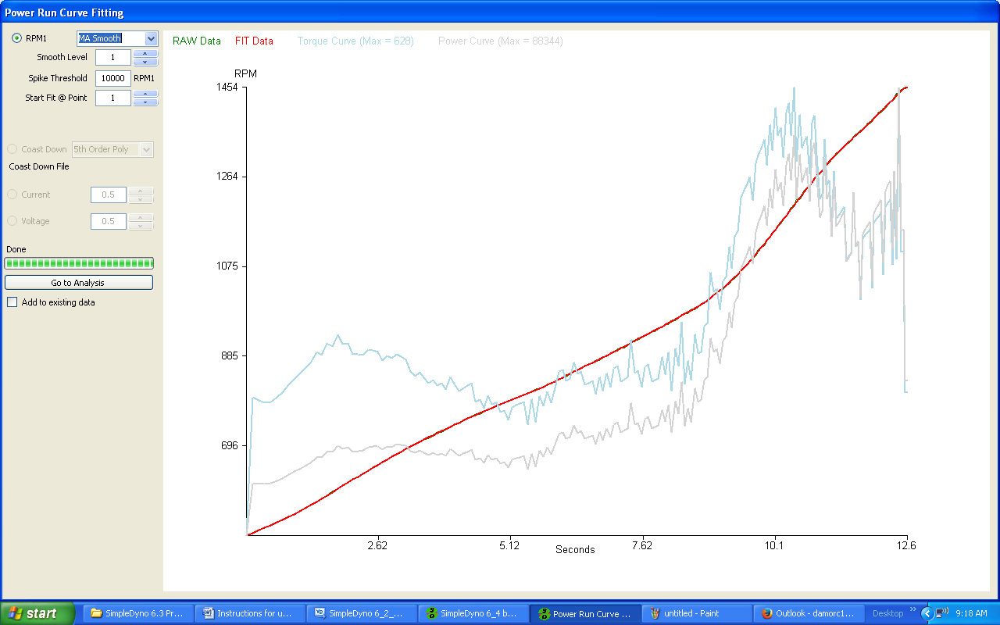 Power Run Curve Fitting
RPM1 MA Smooth
Smooth Level 1
Spike Threshold 10000 RPM1
Start Fit @ Point 1
Coast Down 5th Order Poly
Coast Down File
Current 0.5
Voltage 0.5
Done
Go to Analysis
Add to existing data
RAW Data FIT Data Torque Curve (Max = 628) Power Curve (Max = 88344)
RPM
1454
1264
1075
885
696
2.62 5.12 7.62 10.1 12.6
Seconds
start SimpleDyno 6.3 Pr... Instructions for u... SimpleDyno 6_2_... SimpleDyno 6_4 b... Power Run Curve ... untitled - Paint Outlook - damorc1... Desktop 9:18 AM